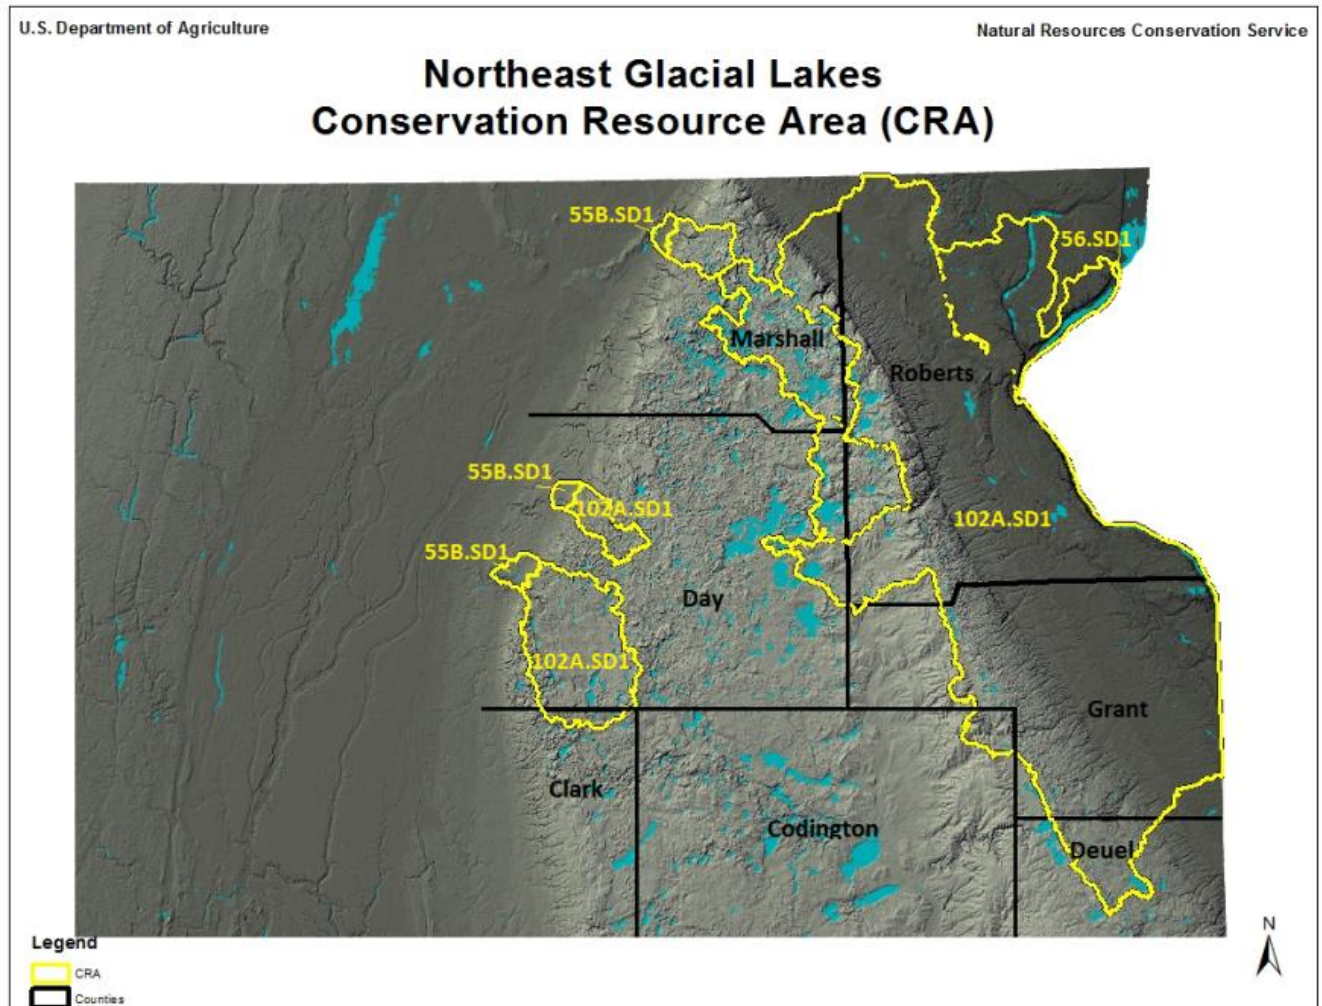 U.S. Department of Agriculture
Natural Resources Conservation Service
Northeast Glacial Lakes
Conservation Resource Area (CRA)
55B.SD1
56.SD1
Marshall
Roberts
55B.SD1
102A.SD1
102A.SD1
55B.SD1
Day
102A.SD1
Grant
Clark
Codington
Deuel
N
Legend
CRA
Counties